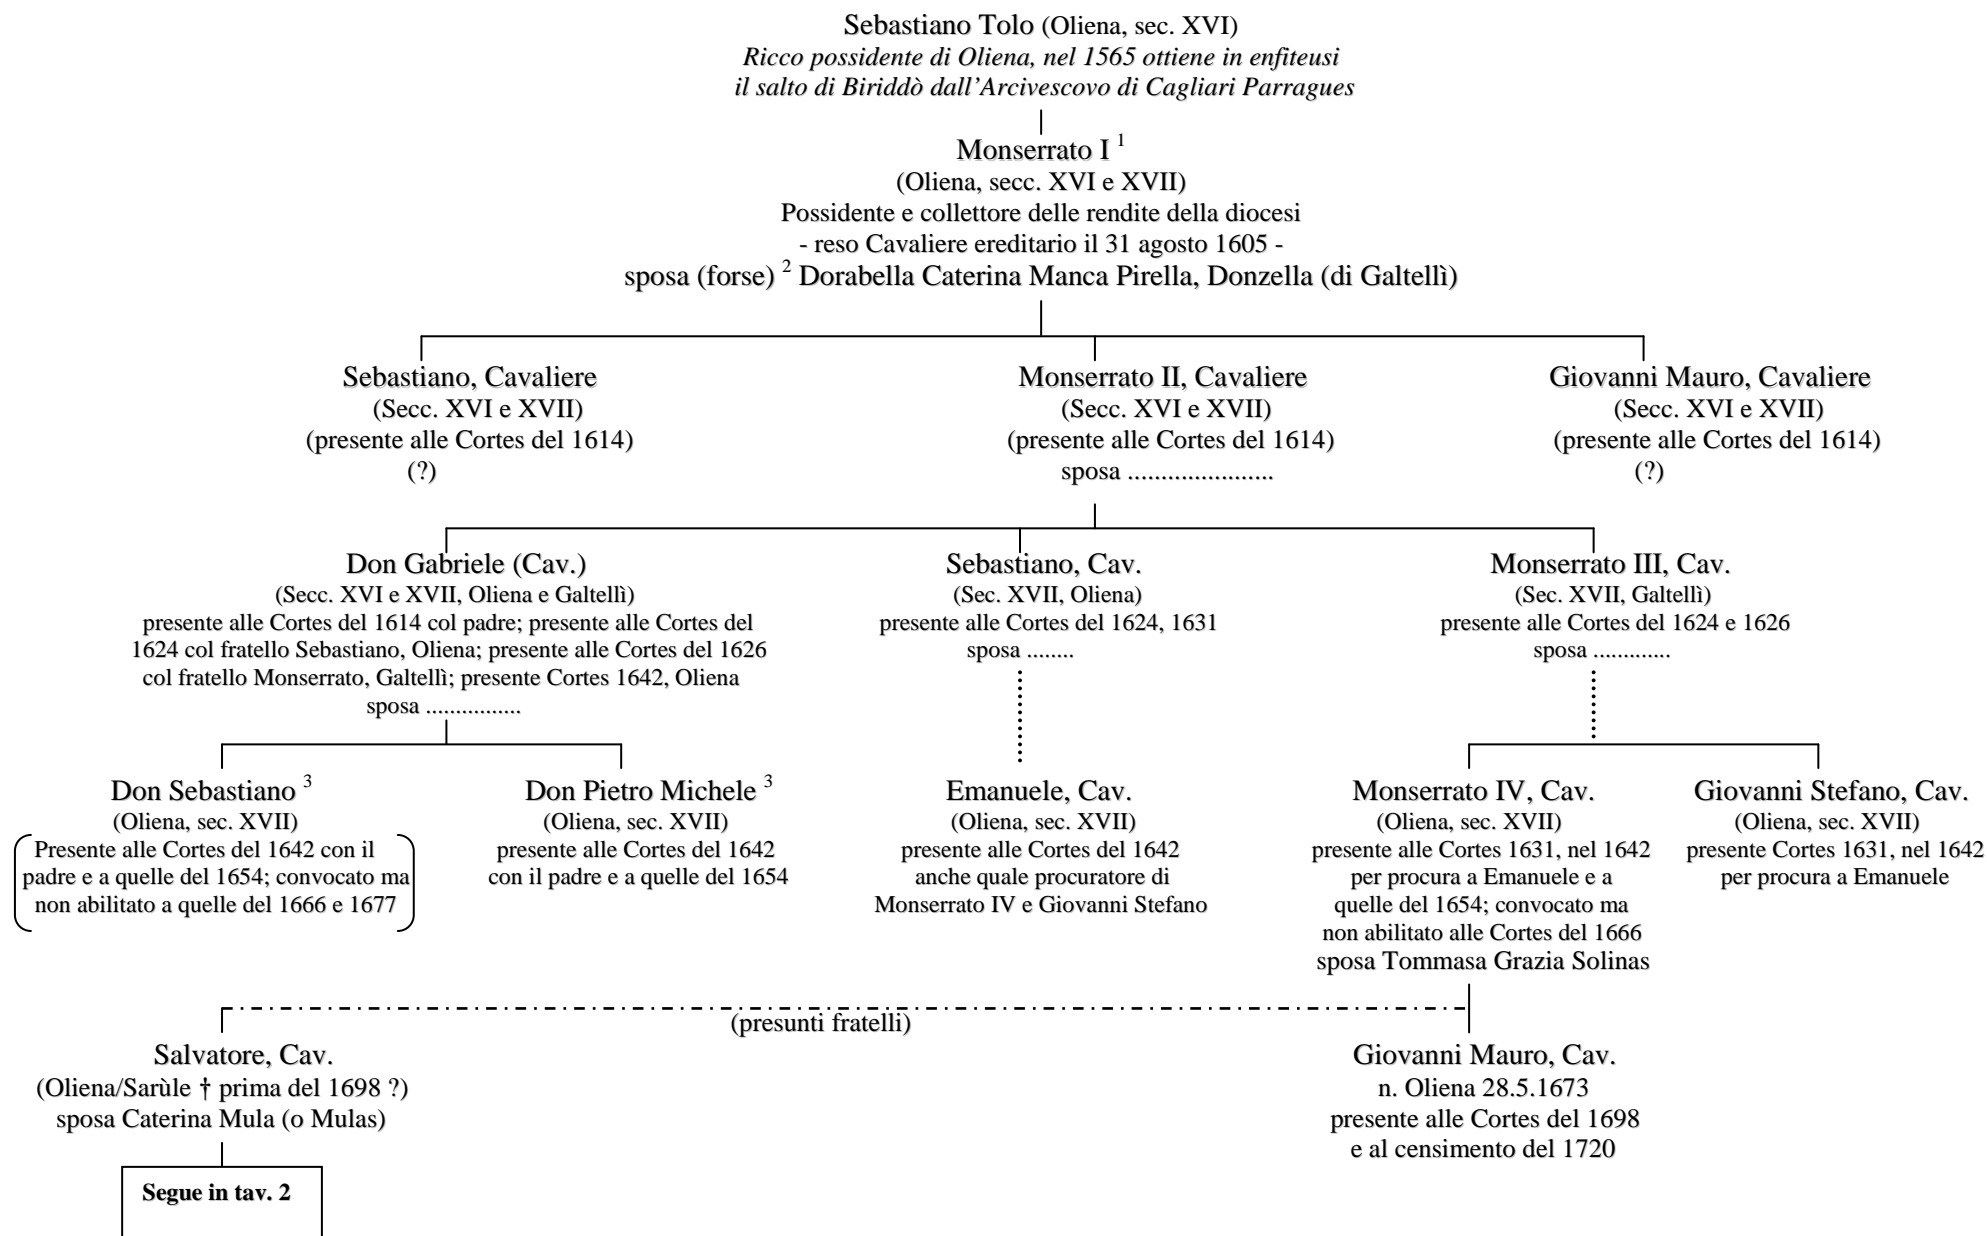 Sebastiano Tolo (Oliena, sec. XVI)
Ricco possidente di Oliena, nel 1565 ottiene in enfiteusi
il salto di Biriddò dall'Arcivescovo di Cagliari Parragues
Monserrato I 1
(Oliena, secc. XVI e XVII)
Possidente e collettore delle rendite della diocesi
- reso Cavaliere ereditario il 31 agosto 1605 -
sposa (forse) 2 Dorabella Caterina Manca Pirella, Donzella (di Galtellì)
Sebastiano, Cavaliere
(Secc. XVI e XVII)
(presente alle Cortes del 1614)
(?)
Monserrato II, Cavaliere
(Secc. XVI e XVII)
(presente alle Cortes del 1614)
sposa ......................
Giovanni Mauro, Cavaliere
(Secc. XVI e XVII)
(presente alle Cortes del 1614)
(?)
Don Gabriele (Cav.)
(Secc. XVI e XVII, Oliena e Galtellì)
presente alle Cortes del 1614 col padre; presente alle Cortes del
1624 col fratello Sebastiano, Oliena; presente alle Cortes del 1626
col fratello Monserrato, Galtellì; presente Cortes 1642, Oliena
sposa ................
Sebastiano, Cav.
(Sec. XVII, Oliena)
presente alle Cortes del 1624, 1631
sposa ........
Monserrato III, Cav.
(Sec. XVII, Galtellì)
presente alle Cortes del 1624 e 1626
sposa .............
Don Sebastiano 3
(Oliena, sec. XVII)
Presente alle Cortes del 1642 con il
padre e a quelle del 1654; convocato ma
non abilitato a quelle del 1666 e 1677
Don Pietro Michele 3
(Oliena, sec. XVII)
presente alle Cortes del 1642
con il padre e a quelle del 1654
Emanuele, Cav.
(Oliena, sec. XVII)
presente alle Cortes del 1642
anche quale procuratore di
Monserrato IV e Giovanni Stefano
Monserrato IV, Cav.
(Oliena, sec. XVII)
presente alle Cortes 1631, nel 1642
per procura a Emanuele e a
quelle del 1654; convocato ma
non abilitato alle Cortes del 1666
sposa Tommasa Grazia Solinas
Giovanni Stefano, Cav.
(Oliena, sec. XVII)
presente Cortes 1631, nel 1642
per procura a Emanuele
(presunti fratelli)
Salvatore, Cav.
(Oliena/Sarùle † prima del 1698 ?)
sposa Caterina Mula (o Mulas)
Giovanni Mauro, Cav.
n. Oliena 28.5.1673
presente alle Cortes del 1698
e al censimento del 1720
Segue in tav. 2